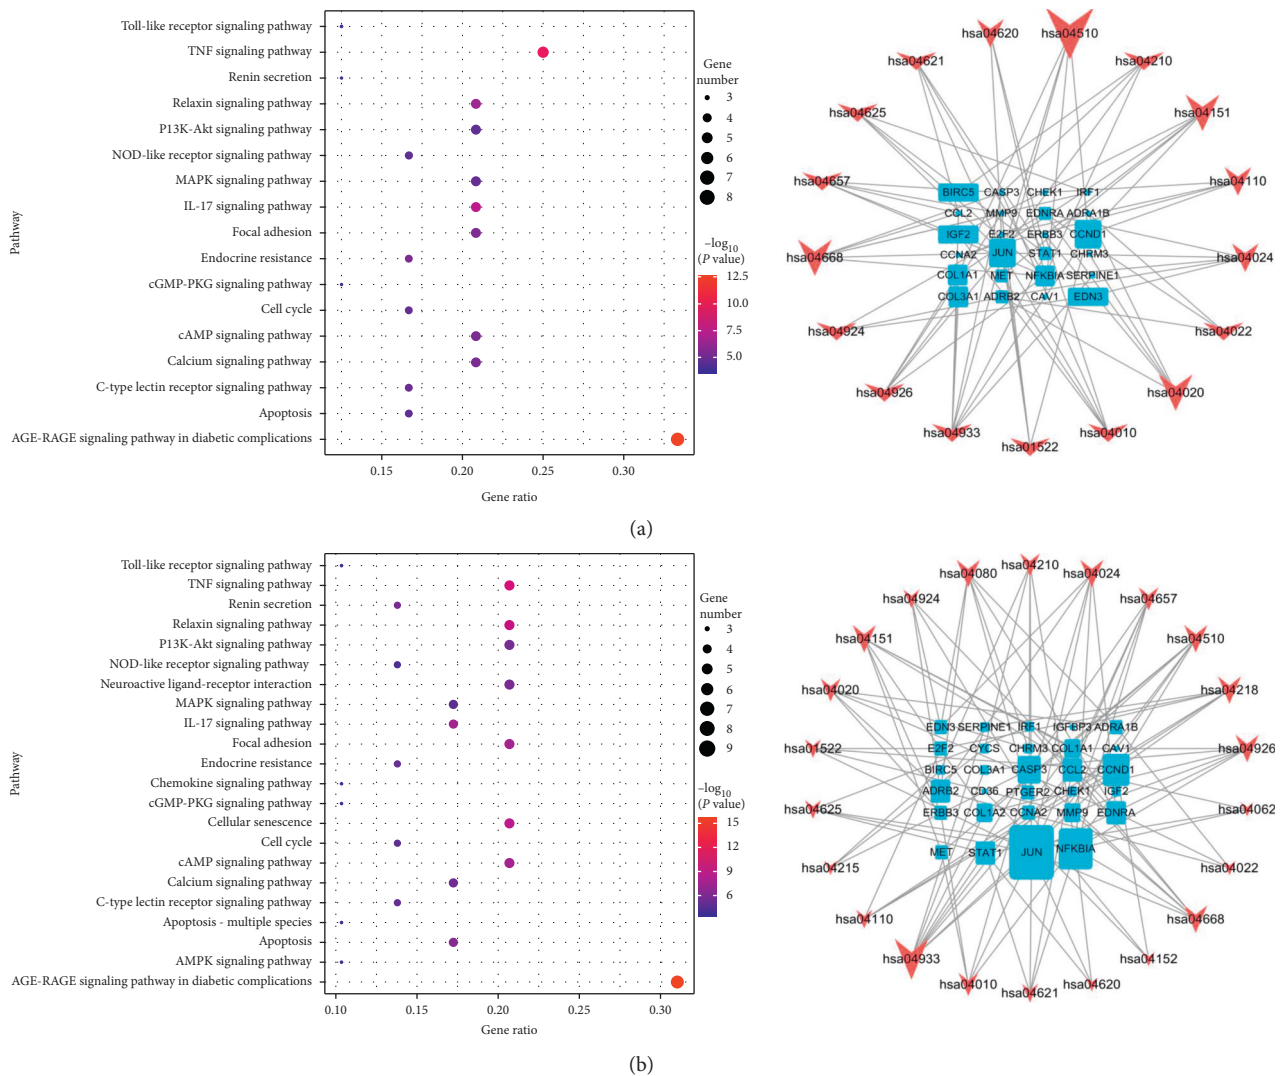 Toll-like receptor signaling pathway
TNF signaling pathway
Renin secretion
Relaxin signaling pathway
P13K-Akt signaling pathway
NOD-like receptor signaling pathway
MAPK signaling pathway
IL-17 signaling pathway
Focal adhesion
Endocrine resistance
cGMP-PKG signaling pathway
Cell cycle
cAMP signaling pathway
Calcium signaling pathway
C-type lectin receptor signaling pathway
Apoptosis
AGE-RAGE signaling pathway in diabetic complications
Pathway
0.15 0.20 0.25 0.30
Gene ratio
Gene
number
3
4
5
6
7
8
–log10
(P value)
12.5
10.0
7.5
5.0
hsa04620 hsa04510
hsa04621 hsa04210
hsa04625 hsa04151
hsa04657 hsa04110
hsa04668 hsa04024
hsa04924 hsa04022
hsa04926 hsa04020
hsa04933 hsa01522 hsa04010
BIRC5 CASP3 CHEK1 IRF1
CCL2 MMP9 EDNRA ADRA1B
IGF2 E2F2 ERBB3 CCND1
CCNA2 JUN STAT1 CHRM3
COL1A1 MET NFKBIA SERPINE1
COL3A1 ADRB2 CAV1 EDN3
(a)
Toll-like receptor signaling pathway
TNF signaling pathway
Renin secretion
Relaxin signaling pathway
P13K-Akt signaling pathway
NOD-like receptor signaling pathway
Neuroactive ligand-receptor interaction
MAPK signaling pathway
IL-17 signaling pathway
Focal adhesion
Endocrine resistance
Chemokine signaling pathway
cGMP-PKG signaling pathway
Cellular senescence
Cell cycle
cAMP signaling pathway
Calcium signaling pathway
C-type lectin receptor signaling pathway
Apoptosis - multiple species
Apoptosis
AMPK signaling pathway
AGE-RAGE signaling pathway in diabetic complications
Pathway
0.10 0.15 0.20 0.25 0.30
Gene ratio
Gene
number
3
4
5
6
7
8
9
–log10
(P value)
15
12
9
6
hsa04080 hsa04210 hsa04024
hsa04924 hsa04657
hsa04151 hsa04510
hsa04020 hsa04218
hsa01522 hsa04926
hsa04625 hsa04062
hsa04215 hsa04022
hsa04110 hsa04668
hsa04933 hsa04152
hsa04010 hsa04621 hsa04620
EDN3 SERPINE1 IRF1 IGFBP3 ADRA1B
E2F2 CYCS CHRM3 COL1A1 CAV1
BIRC5 COL3A1 CASP3 CCL2 CCND1
ADRB2 CD36 PTGER2 CHEK1 IGF2
ERBB3 COL1A2 CCNA2 MMP9 EDNRA
MET STAT1 JUN NFKBIA
(b)